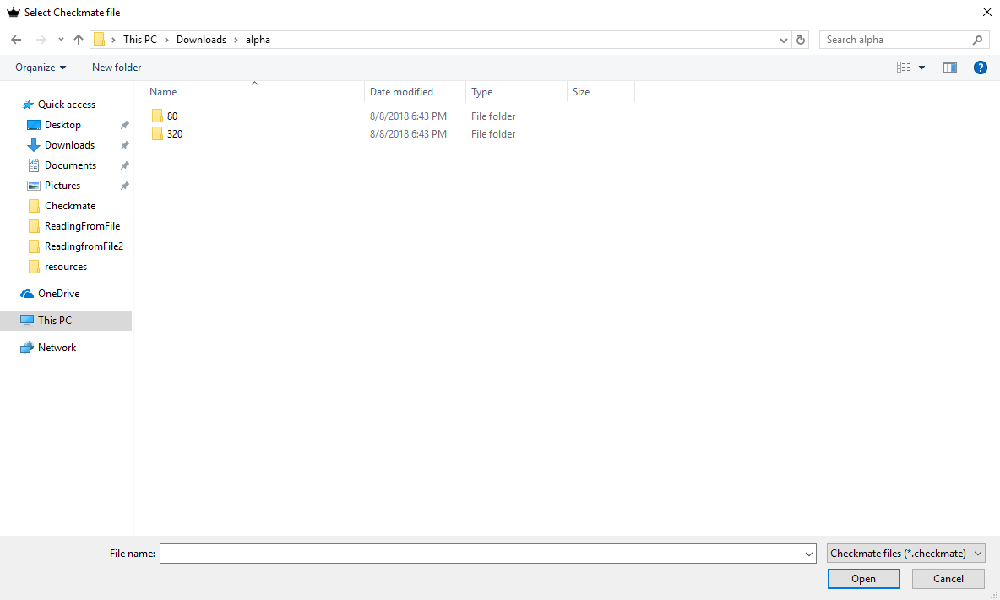 Select Checkmate file
This PC > Downloads > alpha
Search alpha
Organize
New folder
?
Name
Date modified
Type
Size
80
8/8/2018 6:43 PM
File folder
320
8/8/2018 6:43 PM
File folder
Quick access
Desktop
Downloads
Documents
Pictures
Checkmate
ReadingFromFile
ReadingfromFile2
resources
OneDrive
This PC
Network
File name:
Checkmate files (*.checkmate)
Open
Cancel